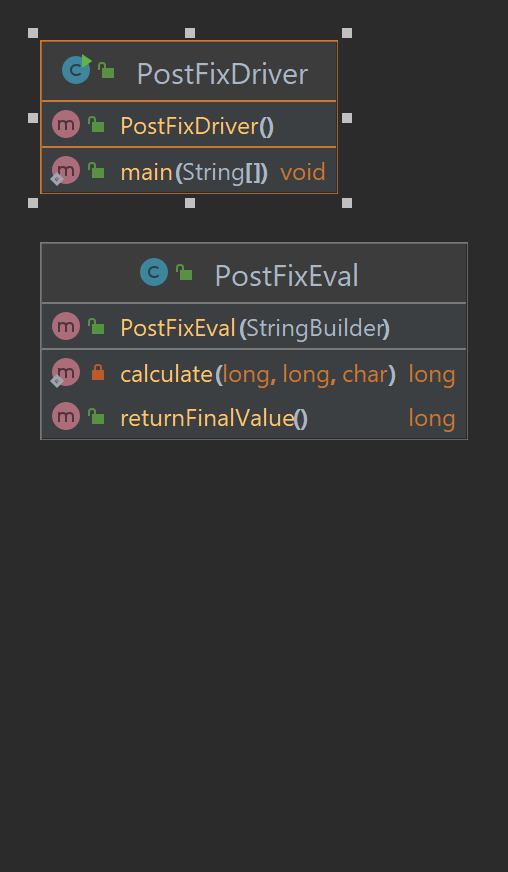 PostFixDriver
PostFixDriver()
main(String[]) void
PostFixEval
PostFixEval(StringBuilder)
calculate(long, long, char) long
returnFinalValue() long